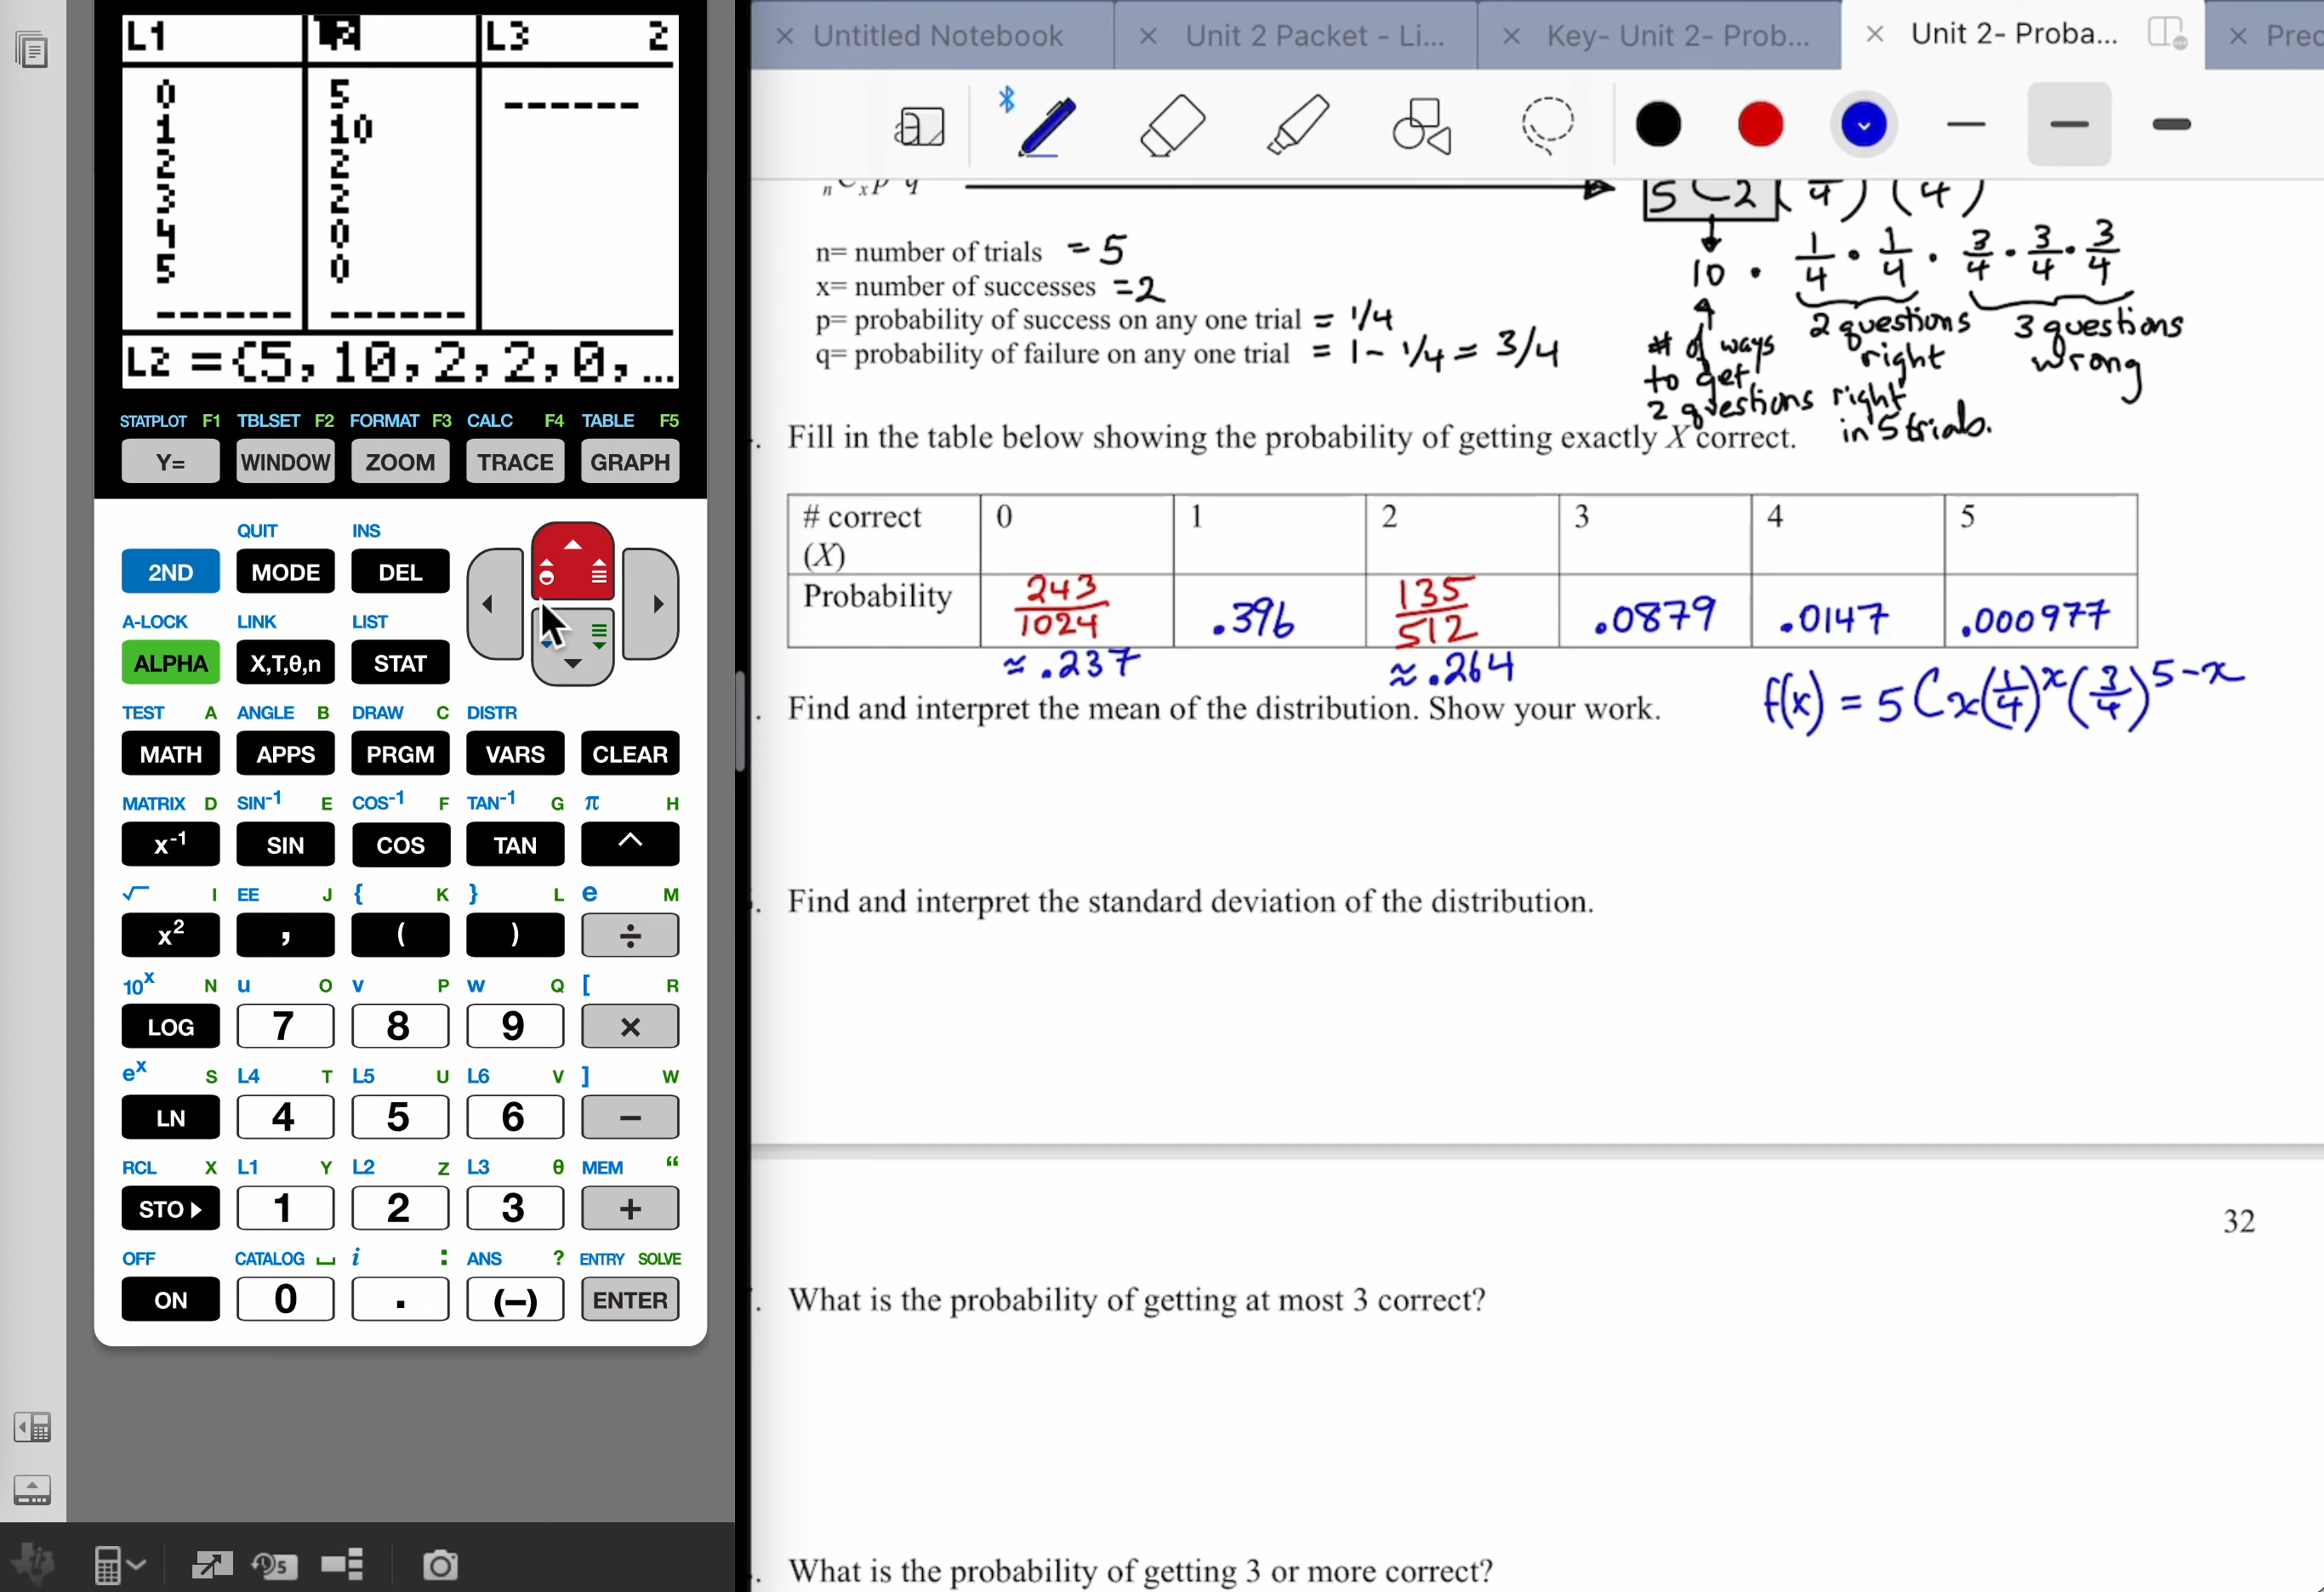 L1 L2 L3 2
0 5 ------
1 10
2 2
3 2
4 0
5 0
------ ------
L2 ={5,10,2,2,0,...
STATPLOT F1 TBLSET F2 FORMAT F3 CALC F4 TABLE F5
Y= WINDOW ZOOM TRACE GRAPH
QUIT INS
2ND MODE DEL
A-LOCK LINK LIST
ALPHA X,T,θ,n STAT
TEST A ANGLE B DRAW C DISTR
MATH APPS PRGM VARS CLEAR
MATRIX D SIN-1 E COS-1 F TAN-1 G π H
x-1 SIN COS TAN ^
√ I EE J { K } L e M
x2 , ( ) ÷
10x N u O v P w Q [ R
LOG 7 8 9 ×
ex S L4 T L5 U L6 V ] W
LN 4 5 6 −
RCL X L1 Y L2 Z L3 θ MEM “
STO▶ 1 2 3 +
OFF CATALOG ⎵ i : ANS ? ENTRY SOLVE
ON 0 . (–) ENTER
5
× Untitled Notebook × Unit 2 Packet - Li... × Key- Unit 2- Prob... × Unit 2- Proba... × Prec
a
nCxp q 5C2(1/4) (3/4)
n= number of trials = 5
x= number of successes =2
p= probability of success on any one trial = 1/4
q= probability of failure on any one trial = 1- 1/4 = 3/4
10 · 1/4 · 1/4 · 3/4 · 3/4 · 3/4
# of ways
to get
2 questions right
in 5 trials.
2 questions
right
3 questions
wrong
. Fill in the table below showing the probability of getting exactly X correct.
# correct (X) 0 1 2 3 4 5
Probability 243/1024 .396 135/512 .0879 .0147 .000977
≈ .237 ≈ .264
. Find and interpret the mean of the distribution. Show your work.
f(x) = 5Cx(1/4)^x(3/4)^5-x
. Find and interpret the standard deviation of the distribution.
32
. What is the probability of getting at most 3 correct?
. What is the probability of getting 3 or more correct?